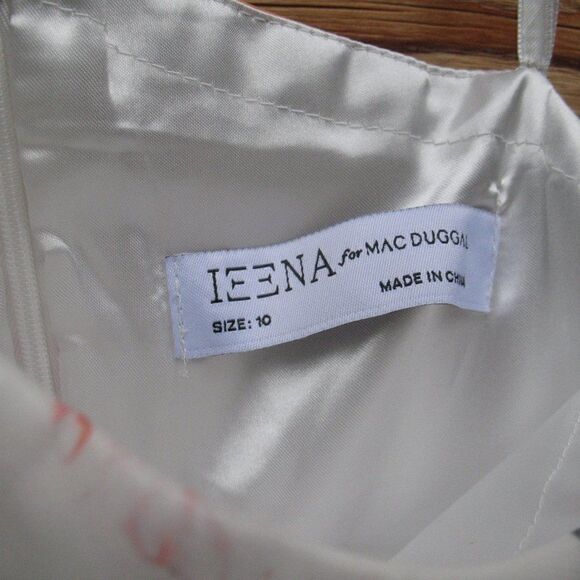 IEENA for MAC DUGGAL
SIZE: 10
MADE IN CHINA